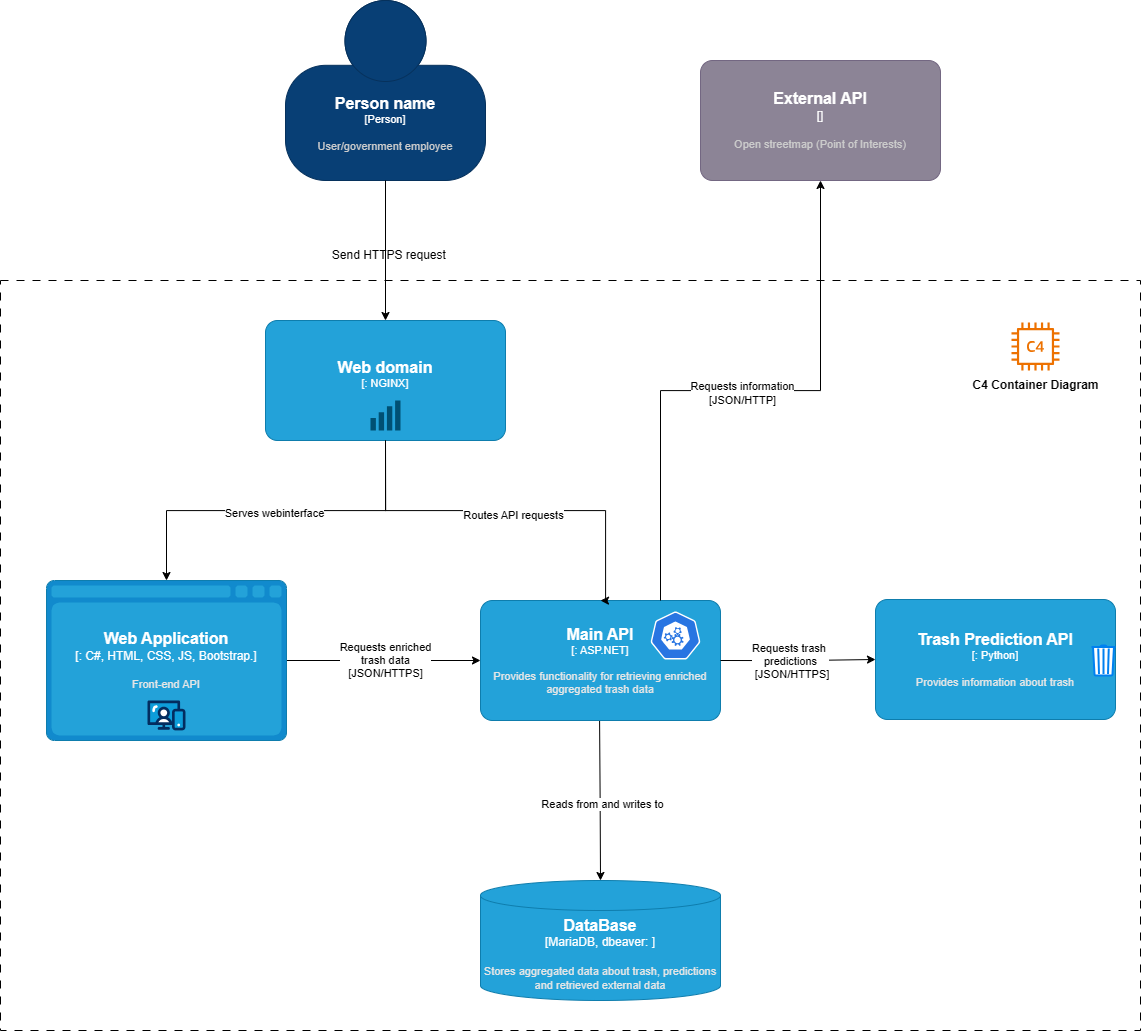 Person name
[Person]
User/government employee
External API
[]
Open streetmap (Point of Interests)
Send HTTPS request
Web domain
[: NGINX]
C4
C4 Container Diagram
Requests information
[JSON/HTTP]
Serves webinterface
Routes API requests
Web Application
[: C#, HTML, CSS, JS, Bootstrap.]
Front-end API
Requests enriched
trash data
[JSON/HTTPS]
Main API
[: ASP.NET]
Provides functionality for retrieving enriched
aggregated trash data
Requests trash
predictions
[JSON/HTTPS]
Trash Prediction API
[: Python]
Provides information about trash
Reads from and writes to
DataBase
[MariaDB, dbeaver: ]
Stores aggregated data about trash, predictions
and retrieved external data